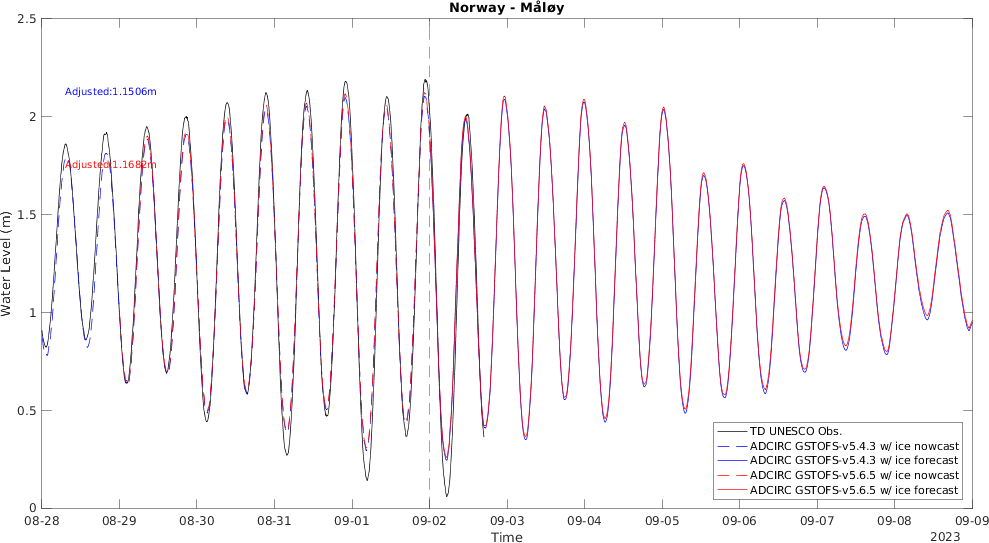 Norway - Måløy
2.5
2
1.5
1
0.5
0
Water Level (m)
Adjusted:1.1506m
Adjusted:1.1682m
TD UNESCO Obs.
ADCIRC GSTOFS-v5.4.3 w/ ice nowcast
ADCIRC GSTOFS-v5.4.3 w/ ice forecast
ADCIRC GSTOFS-v5.6.5 w/ ice nowcast
ADCIRC GSTOFS-v5.6.5 w/ ice forecast
08-28 08-29 08-30 08-31 09-01 09-02 09-03 09-04 09-05 09-06 09-07 09-08 09-09
Time
2023